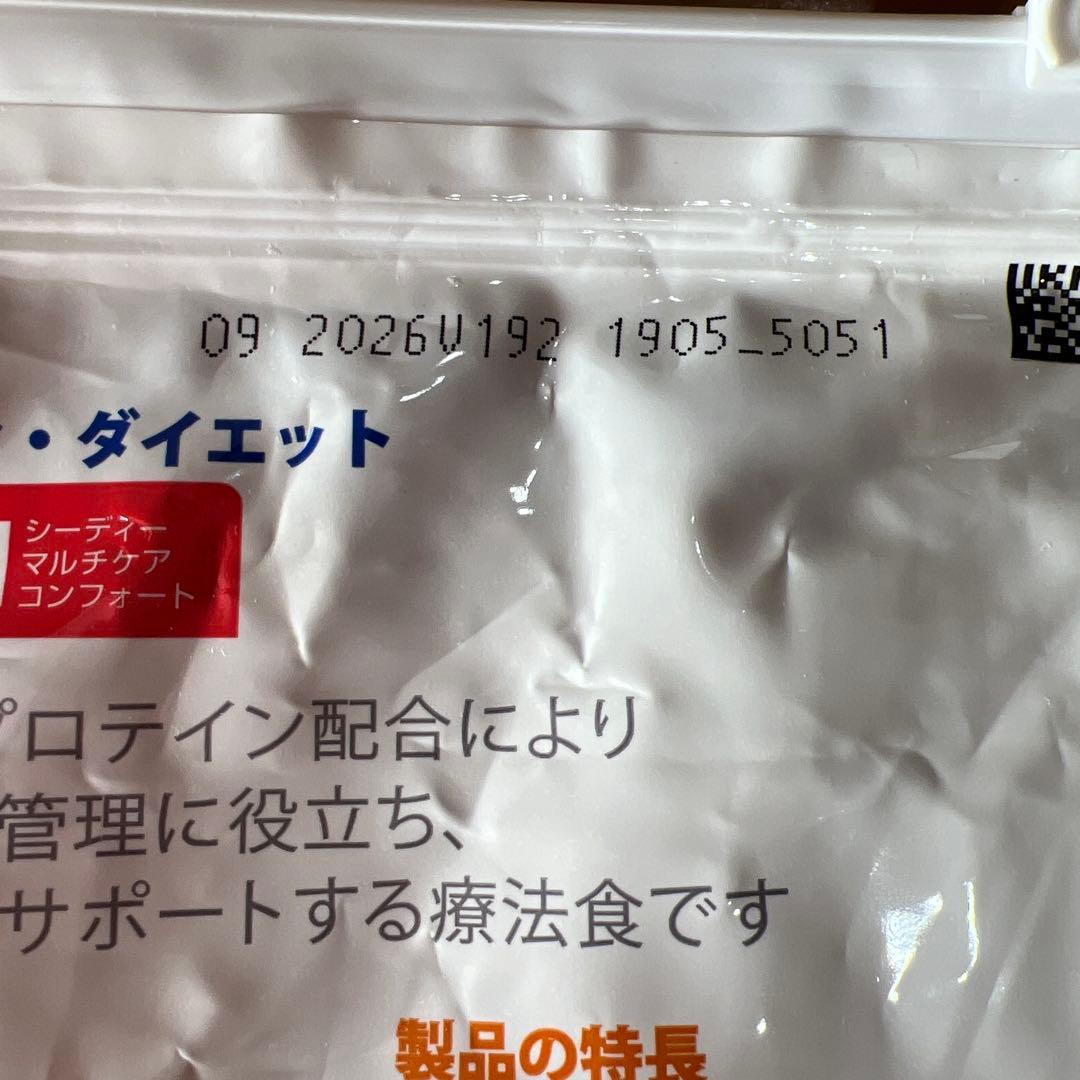 09 2026W192 1905_5051
・ダイエット
シーディー
マルチケア
コンフォート
プロテイン配合により
管理に役立ち、
サポートする療法食です
製品の特長